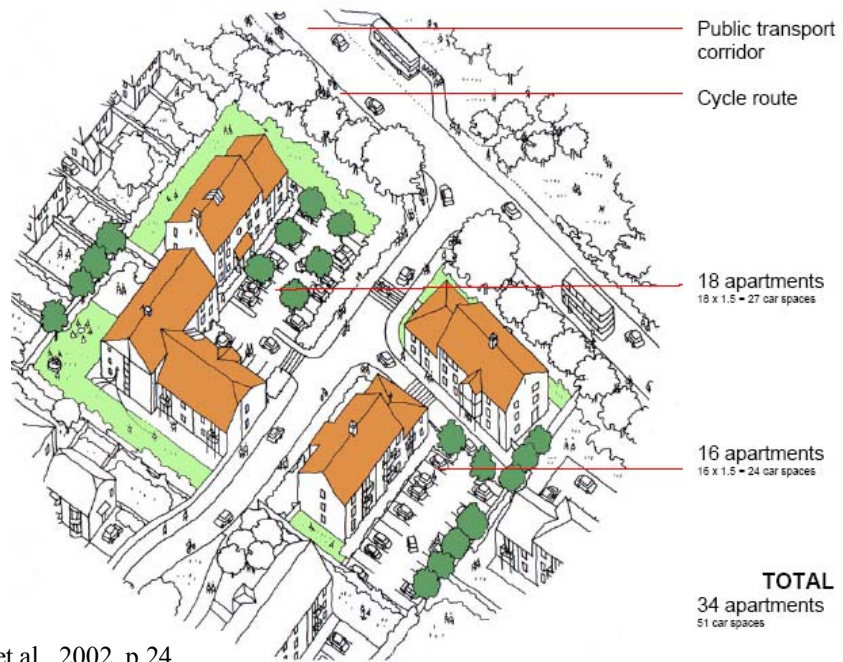 Public transport
corridor
Cycle route
18 apartments
18 x 1.5 = 27 car spaces
16 apartments
16 x 1.5 = 24 car spaces
TOTAL
34 apartments
51 car spaces
et al., 2002, p.24